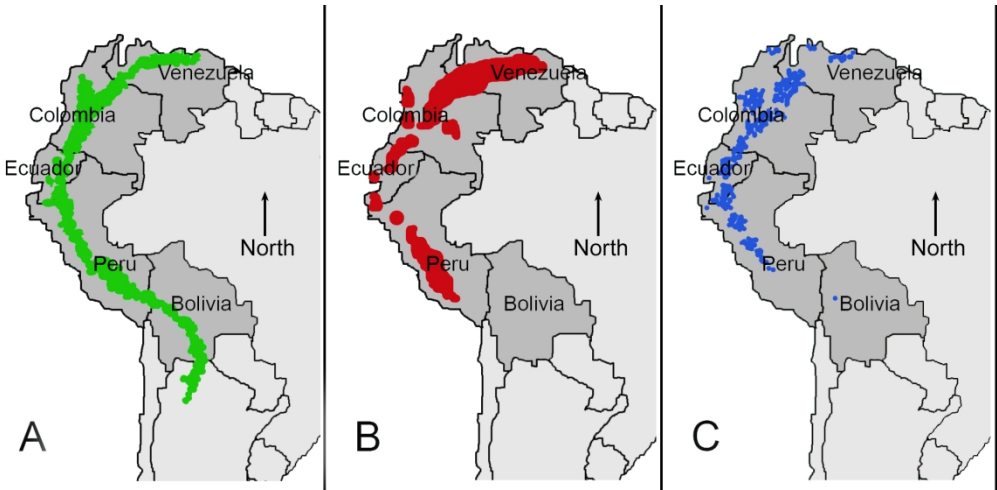 Venezuela
Colombia
Ecuador
North
Peru
Bolivia
A
Venezuela
Colombia
Ecuador
North
Peru
Bolivia
B
Venezuela
Colombia
Ecuador
North
Peru
Bolivia
C